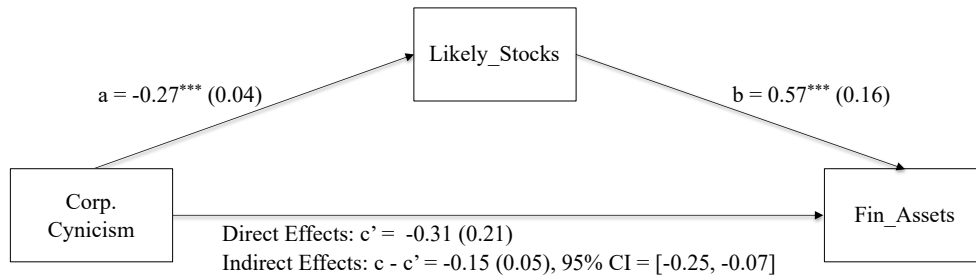 Likely_Stocks
a = -0.27*** (0.04)
b = 0.57*** (0.16)
Corp.
Cynicism
Fin_Assets
Direct Effects: c’ = -0.31 (0.21)
Indirect Effects: c - c’ = -0.15 (0.05), 95% CI = [-0.25, -0.07]